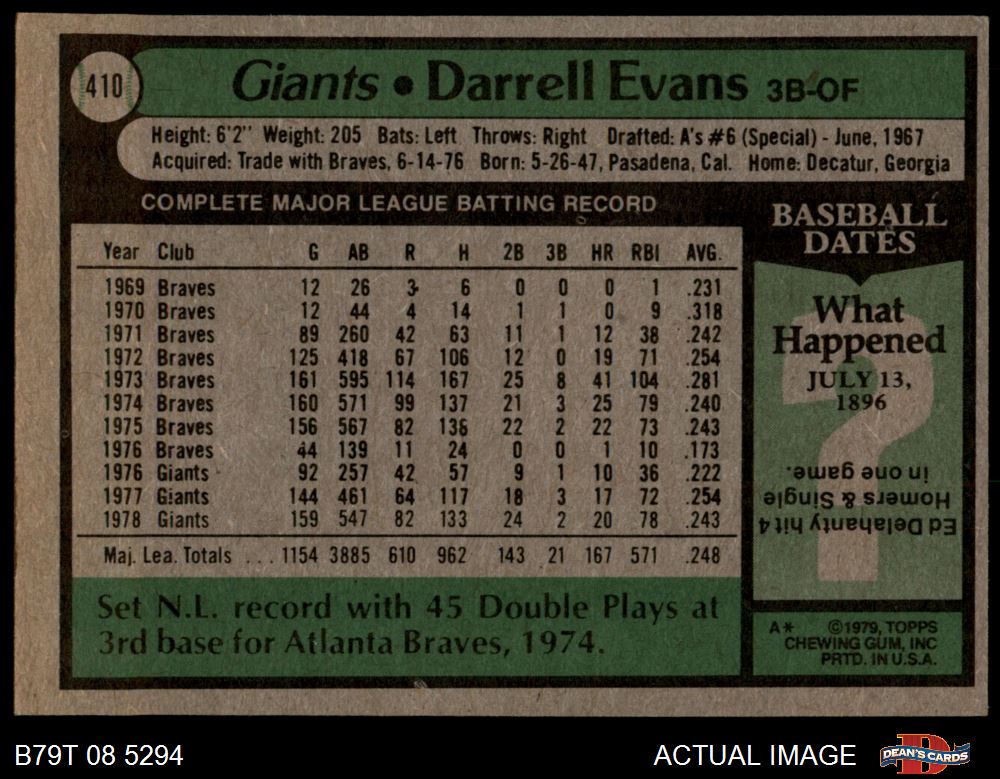 410
Giants • Darrell Evans 3B-OF
Height: 6'2" Weight: 205 Bats: Left Throws: Right Drafted: A's #6 (Special) - June, 1967
Acquired: Trade with Braves, 6-14-76 Born: 5-26-47, Pasadena, Cal. Home: Decatur, Georgia
COMPLETE MAJOR LEAGUE BATTING RECORD
Year Club G AB R H 2B 3B HR RBI AVG.
1969 Braves 12 26 3 6 0 0 0 1 .231
1970 Braves 12 44 4 14 1 1 0 9 .318
1971 Braves 89 260 42 63 11 1 12 38 .242
1972 Braves 125 418 67 106 12 0 19 71 .254
1973 Braves 161 595 114 167 25 8 41 104 .281
1974 Braves 160 571 99 137 21 3 25 79 .240
1975 Braves 156 567 82 138 22 2 22 73 .243
1976 Braves 44 139 11 24 0 0 1 10 .173
1976 Giants 92 257 42 57 9 1 10 36 .222
1977 Giants 144 461 64 117 18 3 17 72 .254
1978 Giants 159 547 82 133 24 2 20 78 .243
Maj. Lea. Totals ... 1154 3885 610 962 143 21 167 571 .248
Set N.L. record with 45 Double Plays at
3rd base for Atlanta Braves, 1974.
BASEBALL
DATES
What
Happened
JULY 13,
1896
Ed Delahanty hit 4
Homers & Single
in one game.
A* ©1979, TOPPS
CHEWING GUM, INC
PRTD. IN U.S.A.
B79T 08 5294
ACTUAL IMAGE
DEAN'S CARDS